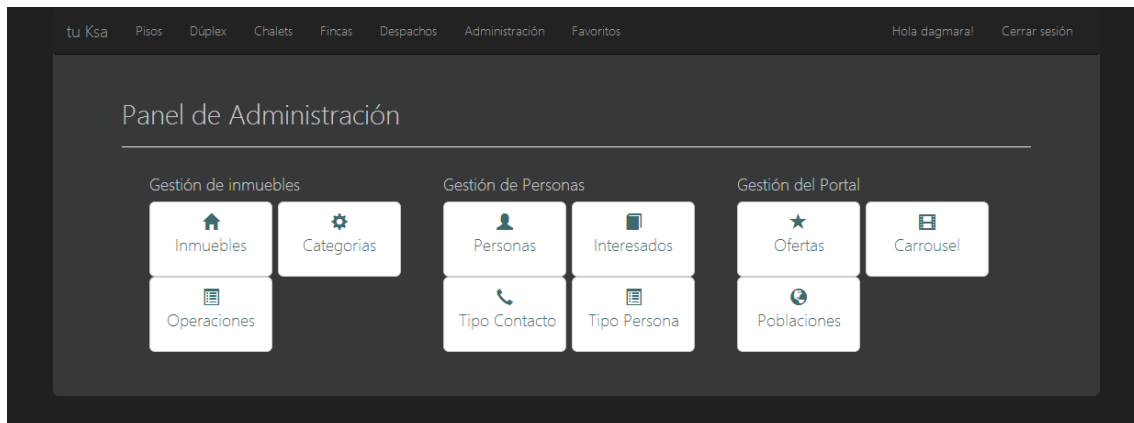 tu Ksa Pisos Dúplex Chalets Fincas Despachos Administración Favoritos Hola dagmara! Cerrar sesión
Panel de Administración
Gestión de inmuebles Gestión de Personas Gestión del Portal
Inmuebles Categorias Personas Interesados Ofertas Carrousel
Operaciones Tipo Contacto Tipo Persona Poblaciones